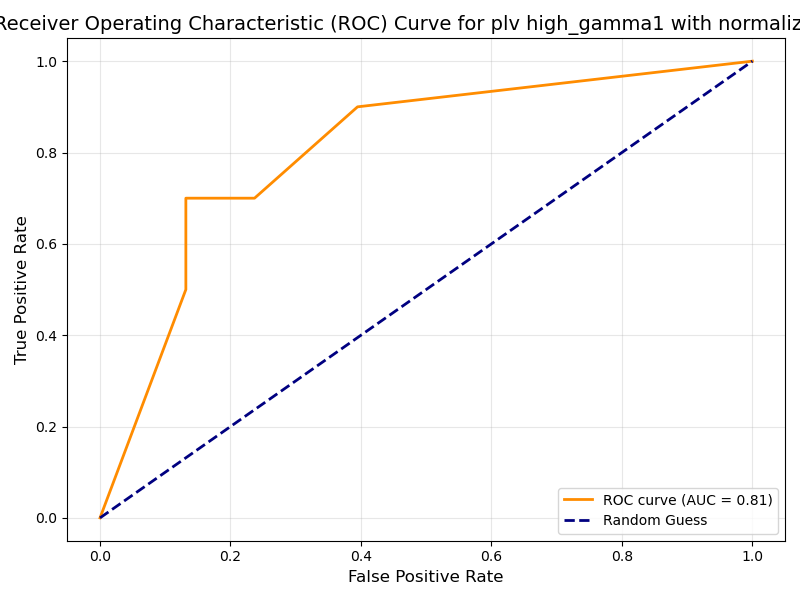 Receiver Operating Characteristic (ROC) Curve for plv high_gamma1 with normaliz
1.0
0.8
0.6
0.4
0.2
0.0
True Positive Rate
0.0 0.2 0.4 0.6 0.8 1.0
False Positive Rate
ROC curve (AUC = 0.81)
Random Guess